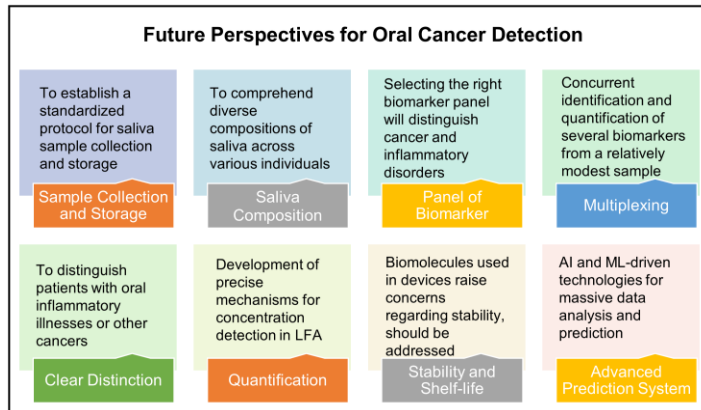 Future Perspectives for Oral Cancer Detection
To establish a
standardized
protocol for saliva
sample collection
and storage
Sample Collection
and Storage
To comprehend
diverse
compositions of
saliva across
various individuals
Saliva
Composition
Selecting the right
biomarker panel
will distinguish
cancer and
inflammatory
disorders
Panel of
Biomarker
Concurrent
identification and
quantification of
several biomarkers
from a relatively
modest sample
Multiplexing
To distinguish
patients with oral
inflammatory
illnesses or other
cancers
Clear Distinction
Development of
precise
mechanisms for
concentration
detection in LFA
Quantification
Biomolecules used
in devices raise
concerns
regarding stability,
should be
addressed
Stability and
Shelf-life
AI and ML-driven
technologies for
massive data
analysis and
prediction
Advanced
Prediction System